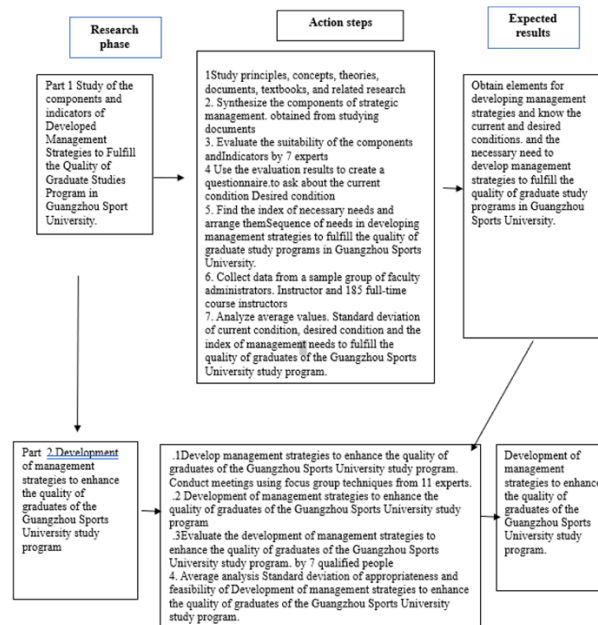 Research
phase
Action steps
Expected
results
Part 1 Study of the
components and
indicators of
Developed
Management
Strategies to Fulfill
the Quality of
Graduate Studies
Program in
Guangzhou Sport
University.
1Study principles, concepts, theories,
documents, textbooks, and related research
2. Synthesize the components of strategic
management. obtained from studying
documents
3. Evaluate the suitability of the components
andIndicators by 7 experts
4 Use the evaluation results to create a
questionnaire.to ask about the current
condition Desired condition
5. Find the index of necessary needs and
arrange themSequence of needs in developing
management strategies to fulfill the quality of
graduate study programs in Guangzhou Sports
University.
6. Collect data from a sample group of faculty
administrators. Instructor and 185 full-time
course instructors
7. Analyze average values. Standard deviation
of current condition, desired condition and the
index of management needs to fulfill the
quality of graduates of the Guangzhou Sports
University study program.
Obtain elements for
developing management
strategies and know the
current and desired
conditions. and the
necessary need to
develop management
strategies to fulfill the
quality of graduate study
programs in Guangzhou
Sports University.
Part 2.Development
of management
strategies to enhance
the quality of
graduates of the
Guangzhou Sports
University study
program
.1Develop management strategies to enhance the quality of
graduates of the Guangzhou Sports University study program.
Conduct meetings using focus group techniques from 11 experts.
.2 Development of management strategies to enhance the
quality of graduates of the Guangzhou Sports University study
program
.3Evaluate the development of management strategies to
enhance the quality of graduates of the Guangzhou Sports
University study program. by 7 qualified people
4. Average analysis Standard deviation of appropriateness and
feasibility of Development of management strategies to enhance
the quality of graduates of the Guangzhou Sports University
study program.
Development of
management
strategies to enhance
the quality of
graduates of the
Guangzhou Sports
University study
program.